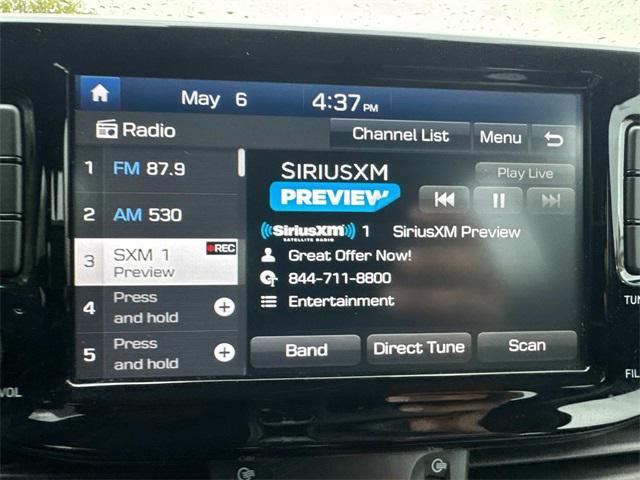 May 6 4:37 PM
Radio Channel List Menu
1 FM 87.9
2 AM 530
3 SXM 1 REC
Preview
4 Press
and hold
5 Press
and hold
SIRIUSXM
PREVIEW
Play Live
SiriusXM 1 SiriusXM Preview
SATELLITE RADIO
Great Offer Now!
844-711-8800
Entertainment
Band Direct Tune Scan
VOL
TUN
FIL